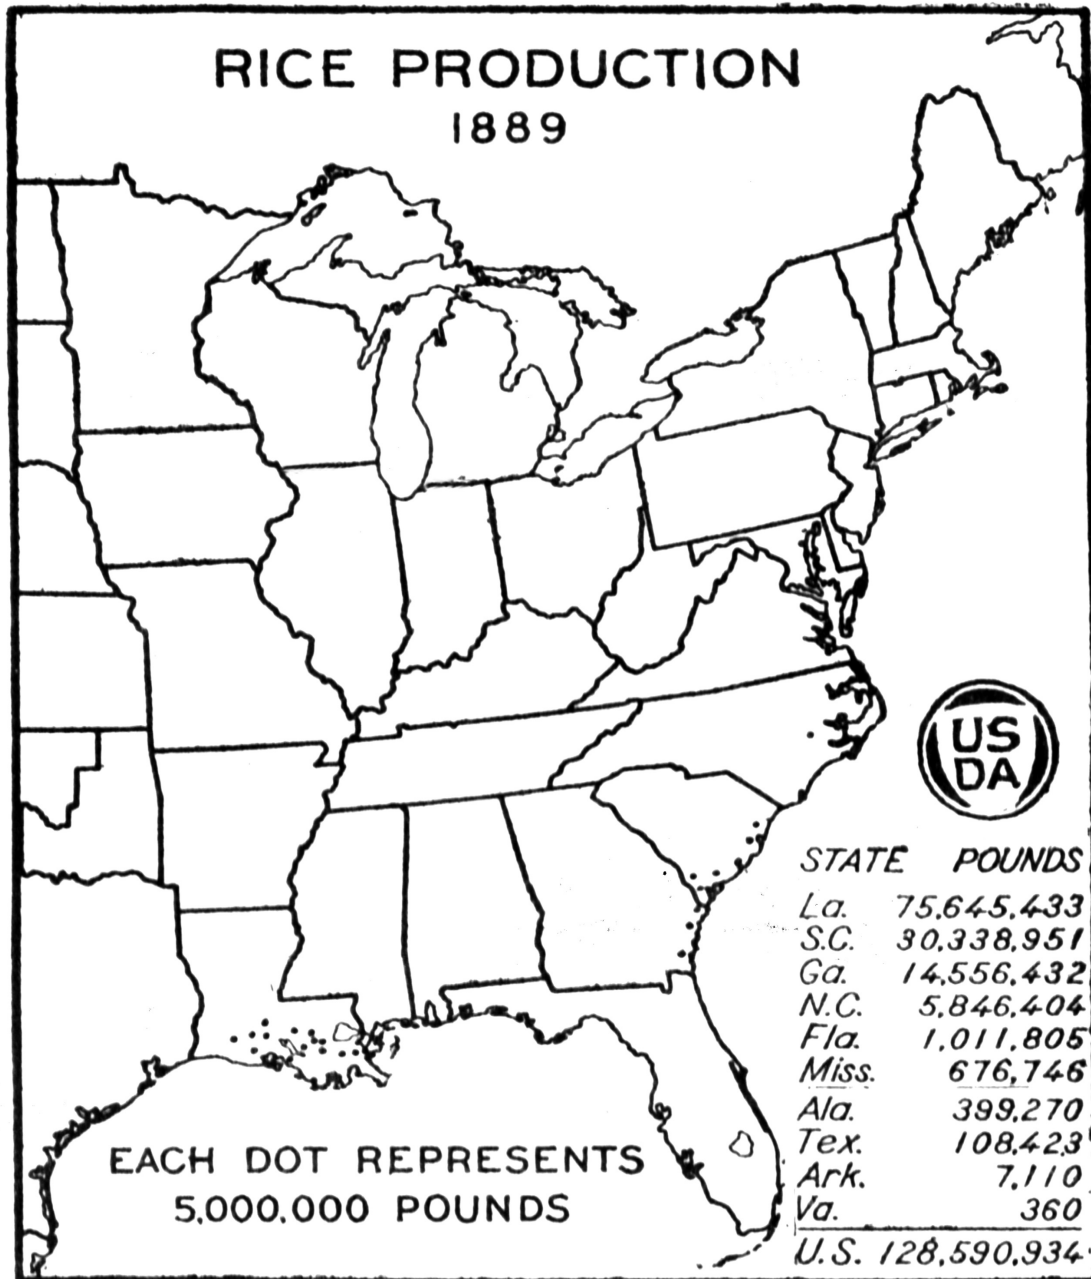 RICE PRODUCTION
1889
US
DA
STATE POUNDS
La. 75,645,433
S.C. 30,338,951
Ga. 14,556,432
N.C. 5,846,404
Fla. 1,011,805
Miss. 676,746
Ala. 399,270
Tex. 108,423
Ark. 7,110
Va. 360
U.S. 128,590,934
EACH DOT REPRESENTS
5,000,000 POUNDS